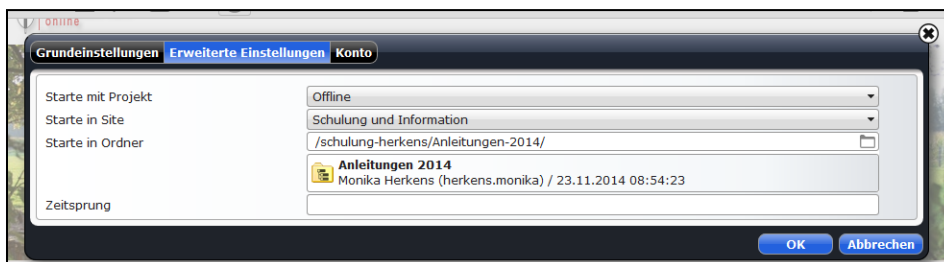 online
Grundeinstellungen Erweiterte Einstellungen Konto
Starte mit Projekt Offline
Starte in Site Schulung und Information
Starte in Ordner /schulung-herkens/Anleitungen-2014/
Anleitungen 2014
Monika Herkens (herkens.monika) / 23.11.2014 08:54:23
Zeitsprung
OK Abbrechen